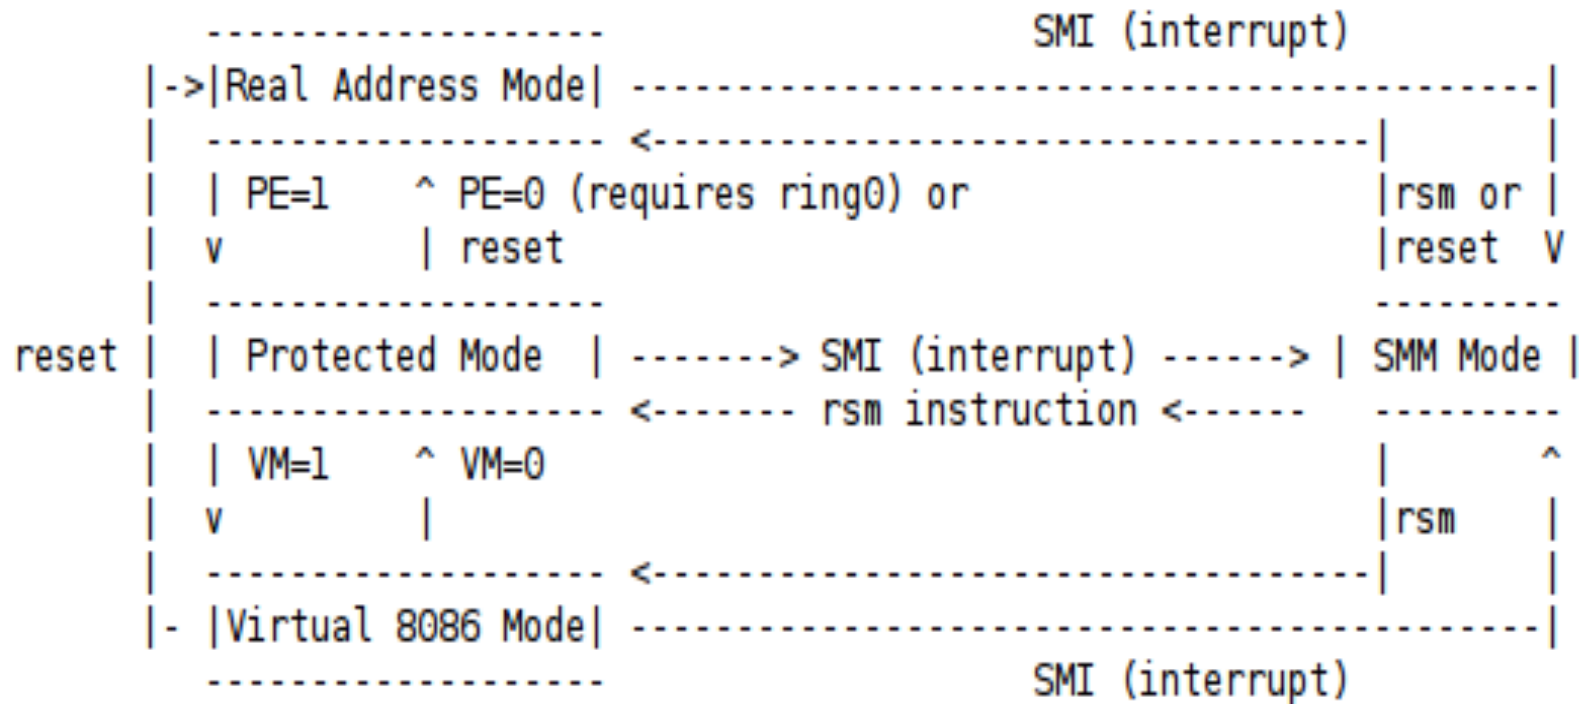 ------------------- SMI (interrupt)
|->|Real Address Mode| -------------------------------------------|
| ------------------- <----------------------------------| |
| | PE=1 ^ PE=0 (requires ring0) or |rsm or |
| v | reset |reset V
| ------------------- ---------
reset | | Protected Mode | -------> SMI (interrupt) ------> | SMM Mode |
| ------------------- <------- rsm instruction <------ ---------
| | VM=1 ^ VM=0 | ^
| v | |rsm |
| ------------------- <----------------------------------| |
|- |Virtual 8086 Mode| -------------------------------------------|
------------------- SMI (interrupt)